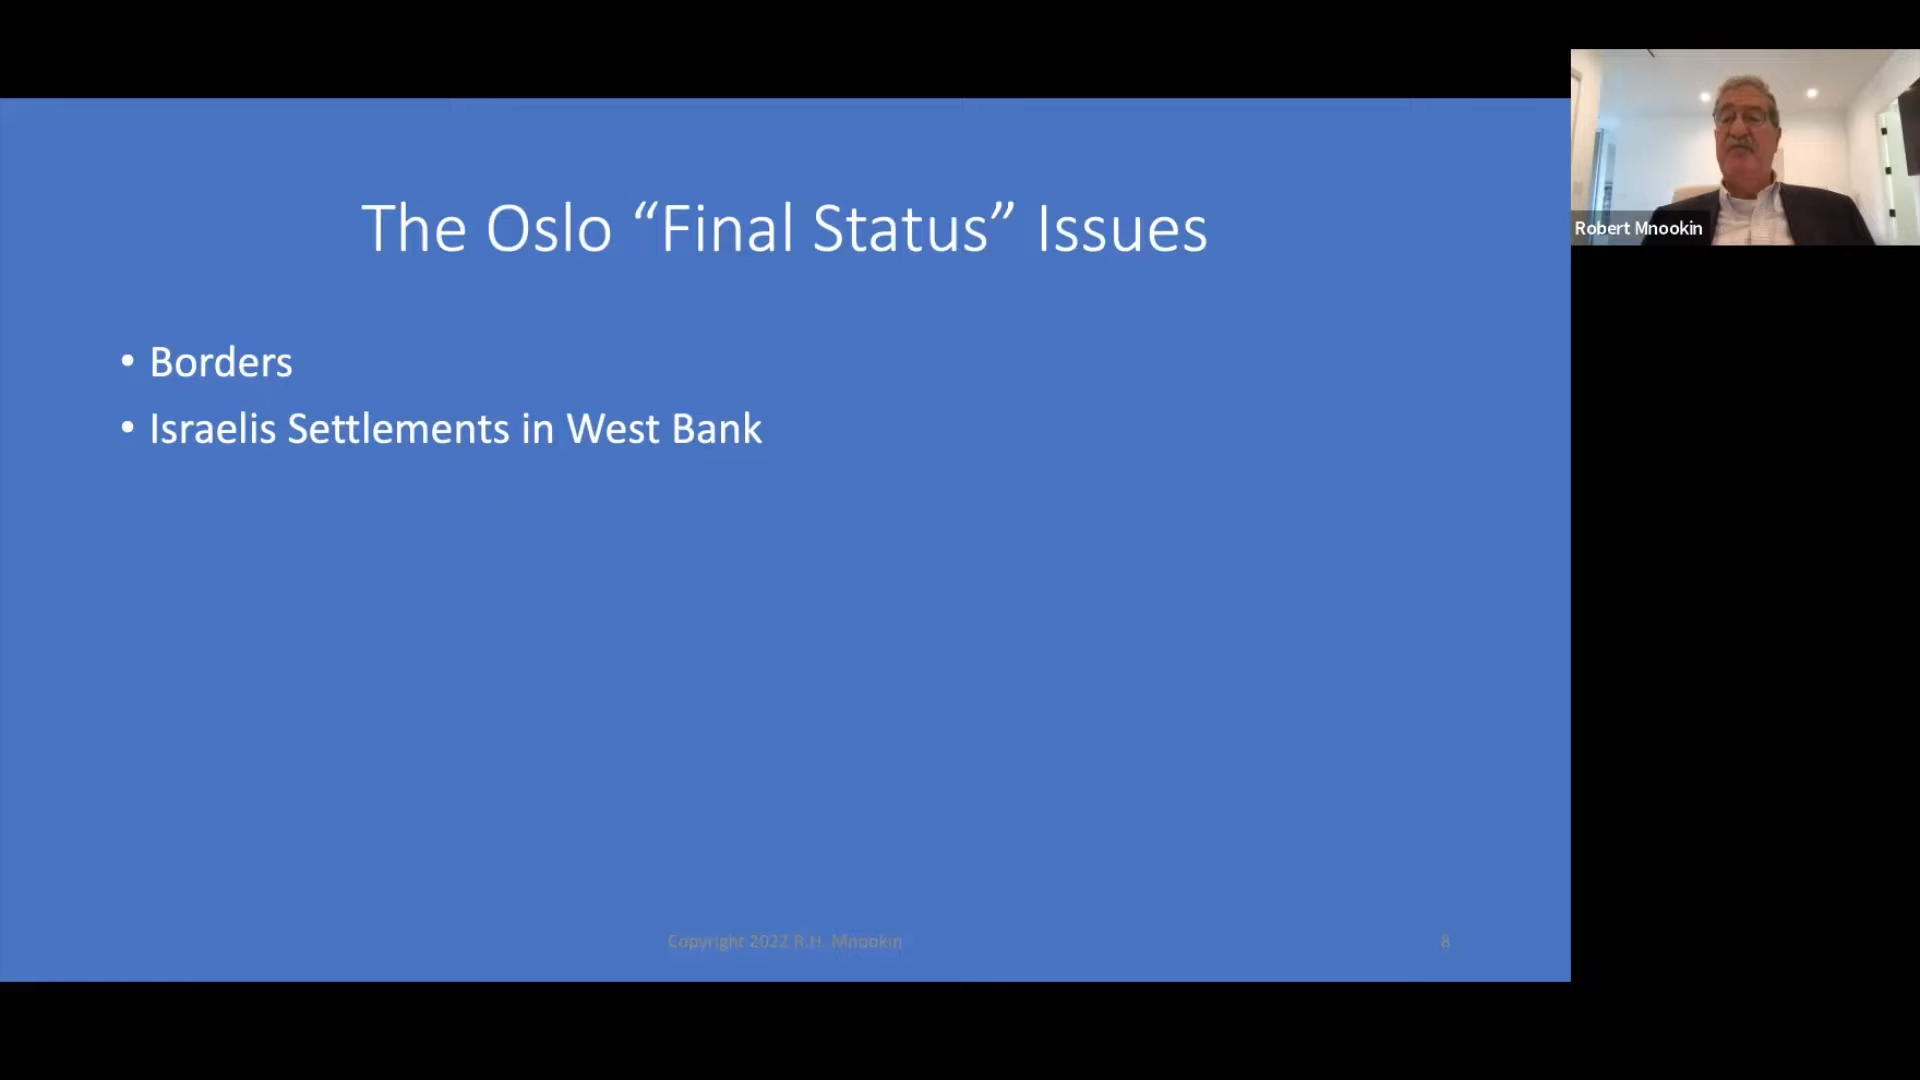 The Oslo “Final Status” Issues
• Borders
• Israelis Settlements in West Bank
Copyright 2022 R.H. Mnookin
8
Robert Mnookin